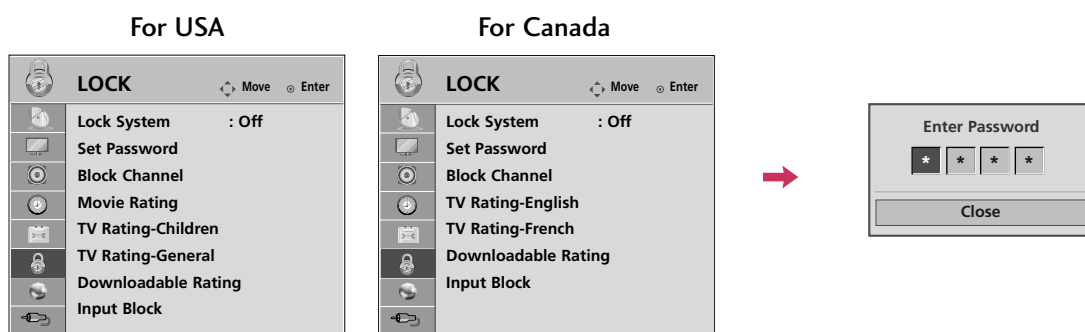 For USA
LOCK
Move Enter
Lock System : Off
Set Password
Block Channel
Movie Rating
TV Rating-Children
TV Rating-General
Downloadable Rating
Input Block
For Canada
LOCK
Move Enter
Lock System : Off
Set Password
Block Channel
TV Rating-English
TV Rating-French
Downloadable Rating
Input Block
Enter Password
* * * *
Close